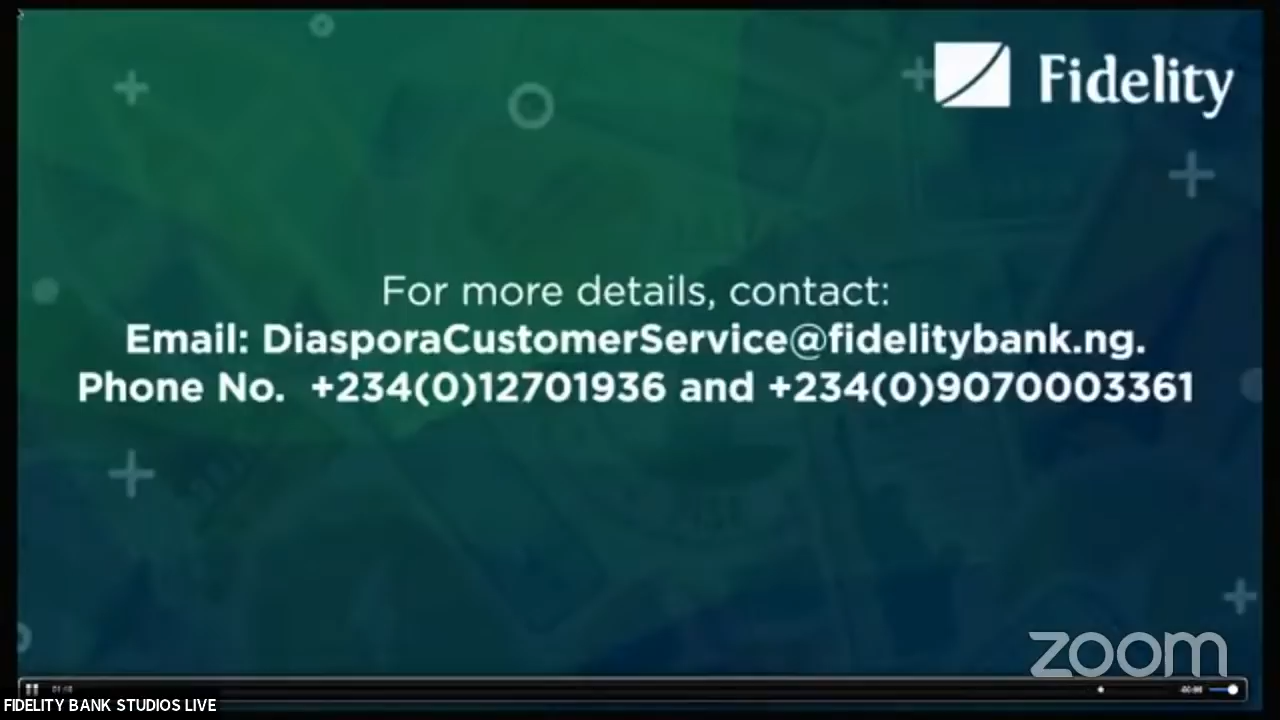 Fidelity
For more details, contact:
Email: DiasporaCustomerService@fidelitybank.ng.
Phone No. +234(0)12701936 and +234(0)9070003361
zoom
FIDELITY BANK STUDIOS LIVE